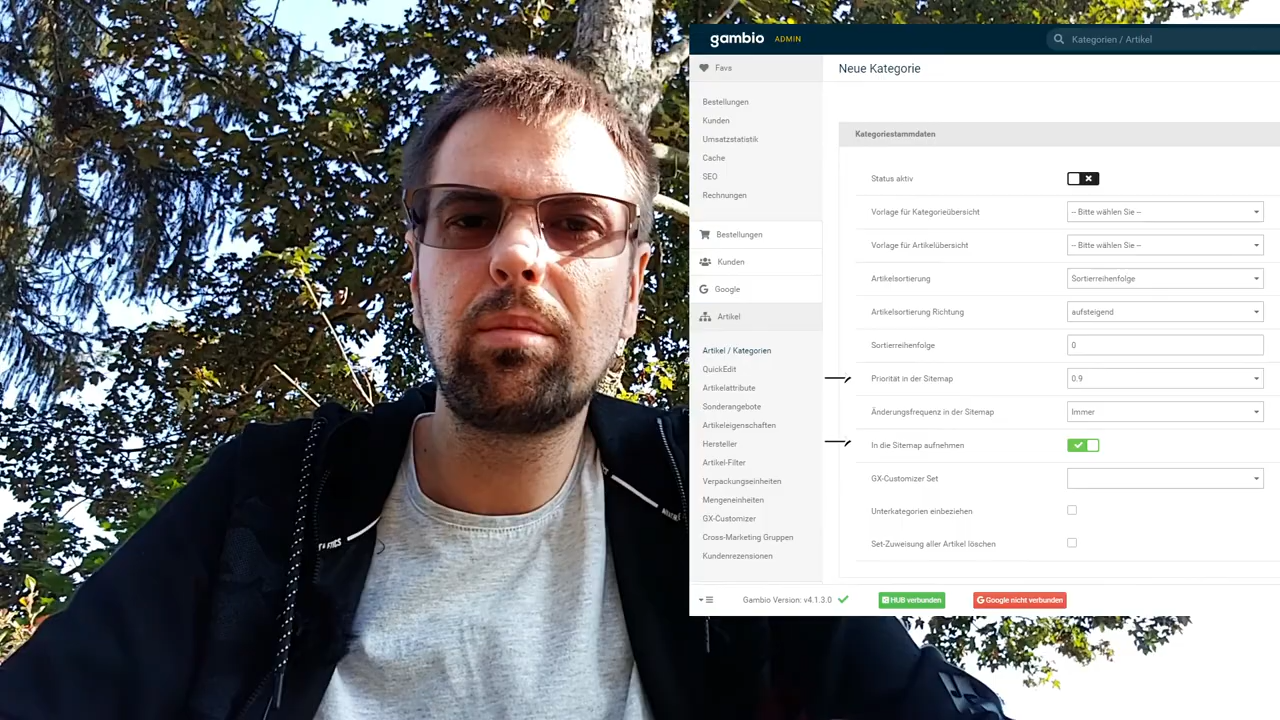 gambio ADMIN
Kategorien / Artikel
Favs
Neue Kategorie
Bestellungen
Kunden
Umsatzstatistik
Cache
SEO
Rechnungen
Bestellungen
Kunden
Google
Artikel
Artikel / Kategorien
QuickEdit
Artikelattribute
Sonderangebote
Artikeleigenschaften
Hersteller
Artikel-Filter
Verpackungseinheiten
Mengeneinheiten
GX-Customizer
Cross-Marketing Gruppen
Kundenrezensionen
Kategoriestammdaten
Status aktiv
Vorlage für Kategorieübersicht -- Bitte wählen Sie --
Vorlage für Artikelübersicht -- Bitte wählen Sie --
Artikelsortierung Sortierreihenfolge
Artikelsortierung Richtung aufsteigend
Sortierreihenfolge 0
Priorität in der Sitemap 0.9
Änderungsfrequenz in der Sitemap Immer
In die Sitemap aufnehmen
GX-Customizer Set
Unterkategorien einbeziehen
Set-Zuweisung aller Artikel löschen
Gambio Version: v4.1.3.0
HUB verbunden
Google nicht verbunden